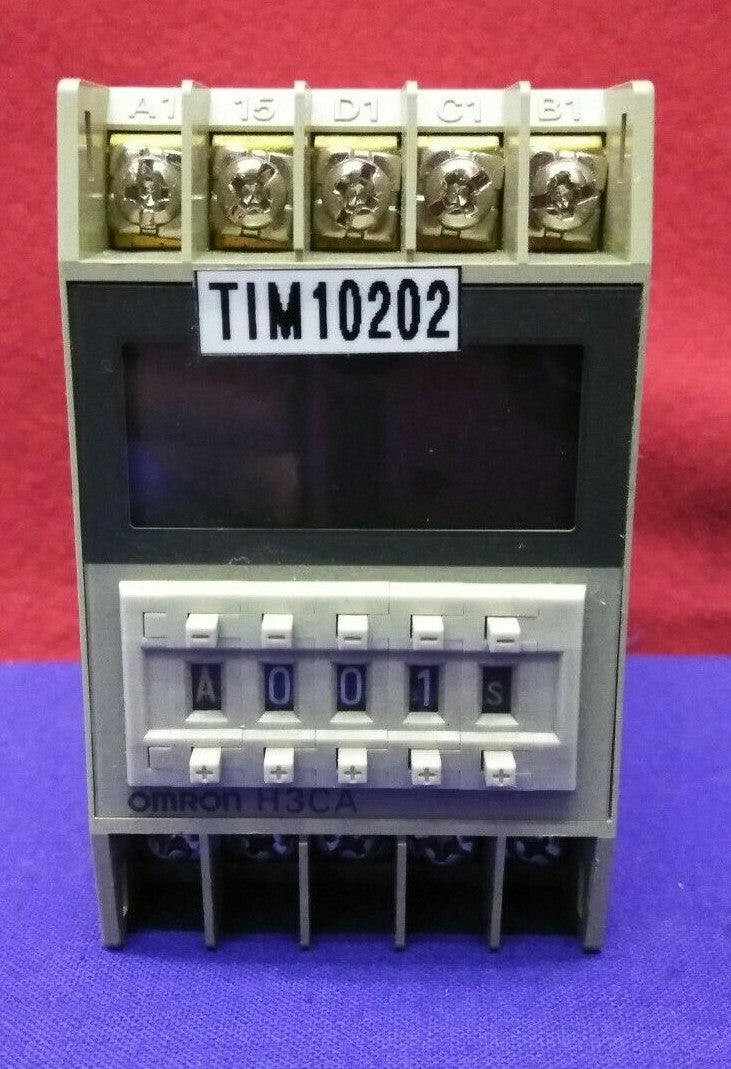 A1 15 D1 C1 B1
TIM10202
- - - - -
A 0 0 1 s
+ + + + +
omron H3CA